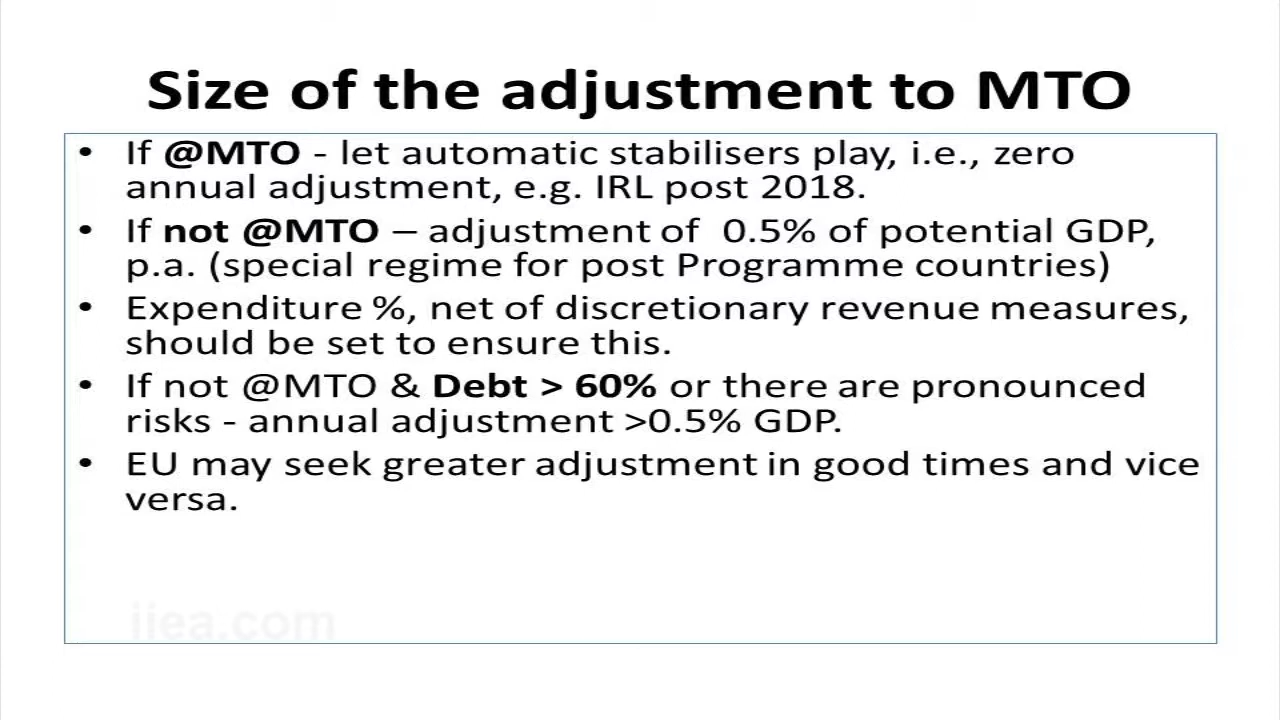 Size of the adjustment to MTO
• If @MTO - let automatic stabilisers play, i.e., zero
annual adjustment, e.g. IRL post 2018.
• If not @MTO – adjustment of 0.5% of potential GDP,
p.a. (special regime for post Programme countries)
• Expenditure %, net of discretionary revenue measures,
should be set to ensure this.
• If not @MTO & Debt > 60% or there are pronounced
risks - annual adjustment >0.5% GDP.
• EU may seek greater adjustment in good times and vice
versa.
iiea.com